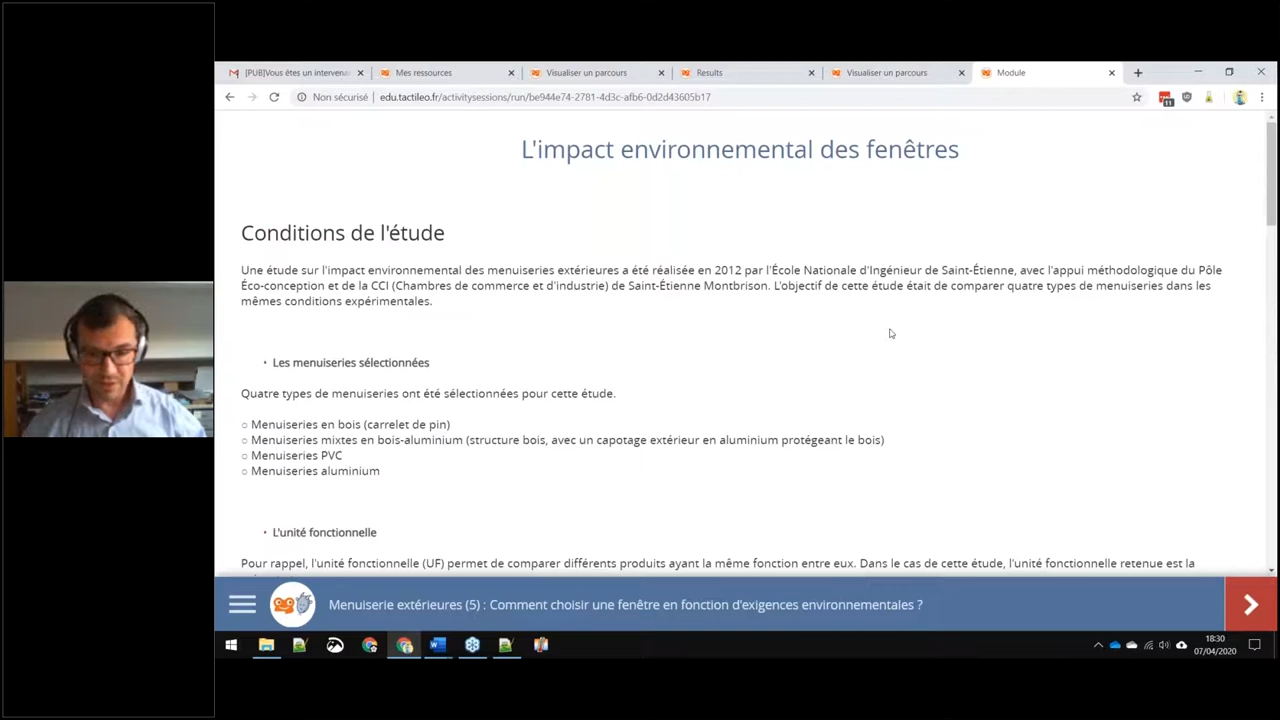 [PUB]Vous êtes un intervena
Mes ressources
Visualiser un parcours
Results
Visualiser un parcours
Module
Non sécurisé
edu.tactileo.fr/activitysessions/run/be944e74-2781-4d3c-afb6-0d2d43605b17
11
L'impact environnemental des fenêtres
Conditions de l'étude
Une étude sur l'impact environnemental des menuiseries extérieures a été réalisée en 2012 par l'École Nationale d'Ingénieur de Saint-Étienne, avec l'appui méthodologique du Pôle
Éco-conception et de la CCI (Chambres de commerce et d'industrie) de Saint-Étienne Montbrison. L'objectif de cette étude était de comparer quatre types de menuiseries dans les
mêmes conditions expérimentales.
• Les menuiseries sélectionnées
Quatre types de menuiseries ont été sélectionnées pour cette étude.
○ Menuiseries en bois (carrelet de pin)
○ Menuiseries mixtes en bois-aluminium (structure bois, avec un capotage extérieur en aluminium protégeant le bois)
○ Menuiseries PVC
○ Menuiseries aluminium
• L'unité fonctionnelle
Pour rappel, l'unité fonctionnelle (UF) permet de comparer différents produits ayant la même fonction entre eux. Dans le cas de cette étude, l'unité fonctionnelle retenue est la
Menuiserie extérieures (5) : Comment choisir une fenêtre en fonction d'exigences environnementales ?
18:30
07/04/2020